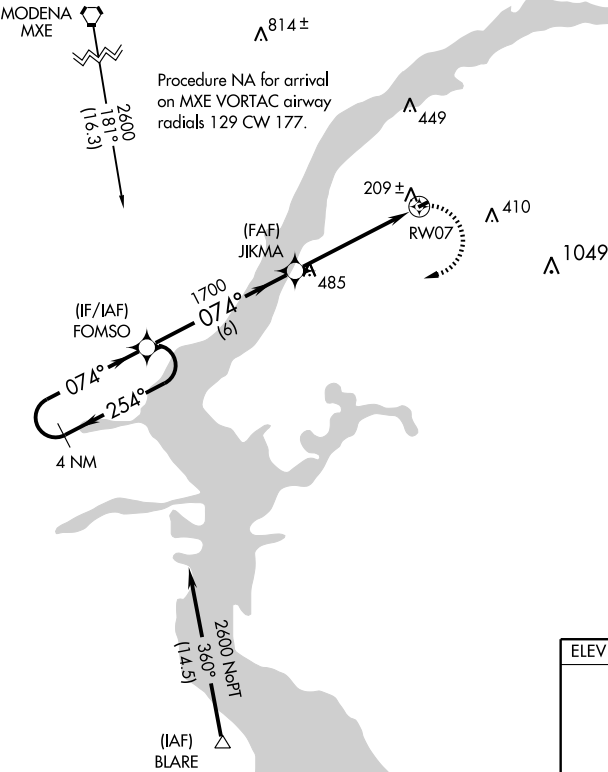 MODENA
MXE
814 ±
Procedure NA for arrival
on MXE VORTAC airway
radials 129 CW 177.
2600
181°
(16.3)
449
209 ±
410
RW07
(FAF)
JIKMA
1049
485
1700
074°
(6)
(IF/IAF)
FOMSO
074°
254°
4 NM
2600 NoPT
360°
(14.5)
(IAF)
BLARE
ELEV